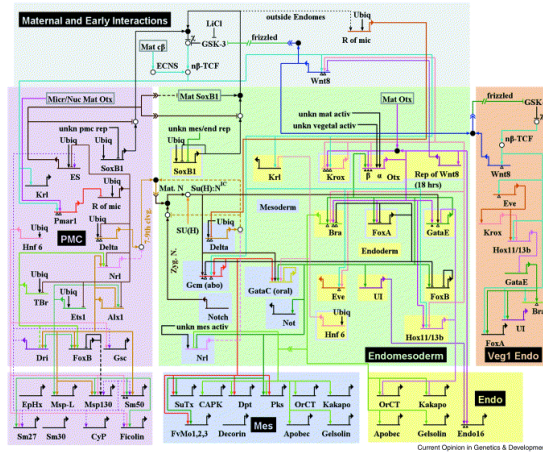 Maternal and Early Interactions
LiCl
χ
GSK-3
frizzled
outside Endomes
Ubiq
R of mic
Mat cβ
ECNS
nβ-TCF
Wnt8
Micr/Nuc Mat Otx
Mat SoxB1
Mat Otx
frizzled
GSK
χ
nβ-TCF
Wnt8
unkn pmc rep
Ubiq
ES
Ubiq
SoxB1
unkn mes/end rep
Ubiq
SoxB1
unkn mat activ
unkn vegetal activ
Krl
Ubiq
R of mic
Pmar1
Krl
Krox
β α Otx
Rep of Wnt8
(18 hrs)
Mat. N
Su(H):N
IC
Ubiq
Hnf 6
PMC
Ubiq
Delta
7-9th clvg.
SU(H)
Ubiq
Delta
Mesoderm
Bra
FoxA
GataE
Endoderm
Eve
Krox
Hox11/13b
GataE
Bra
UI
FoxA
Veg1 Endo
Nrl
Zyg. N.
Gcm (abo)
GataC (oral)
Eve
UI
FoxB
TBr
Ubiq
Ets1
Alx1
Notch
Not
Ubiq
Hnf 6
Hox11/13b
unkn mes activ
Dri
FoxB
Gsc
Nrl
Endomesoderm
EpHx
Msp-L
Msp130
Sm50
SuTx
CAPK
Dpt
Pks
OrCT
Kakapo
OrCT
Kakapo
Endo
Sm27
Sm30
CyP
Ficolin
FvMo1,2,3
Decorin
Mes
Apobec
Gelsolin
Apobec
Gelsolin
Endo16
Current Opinion in Genetics & Development